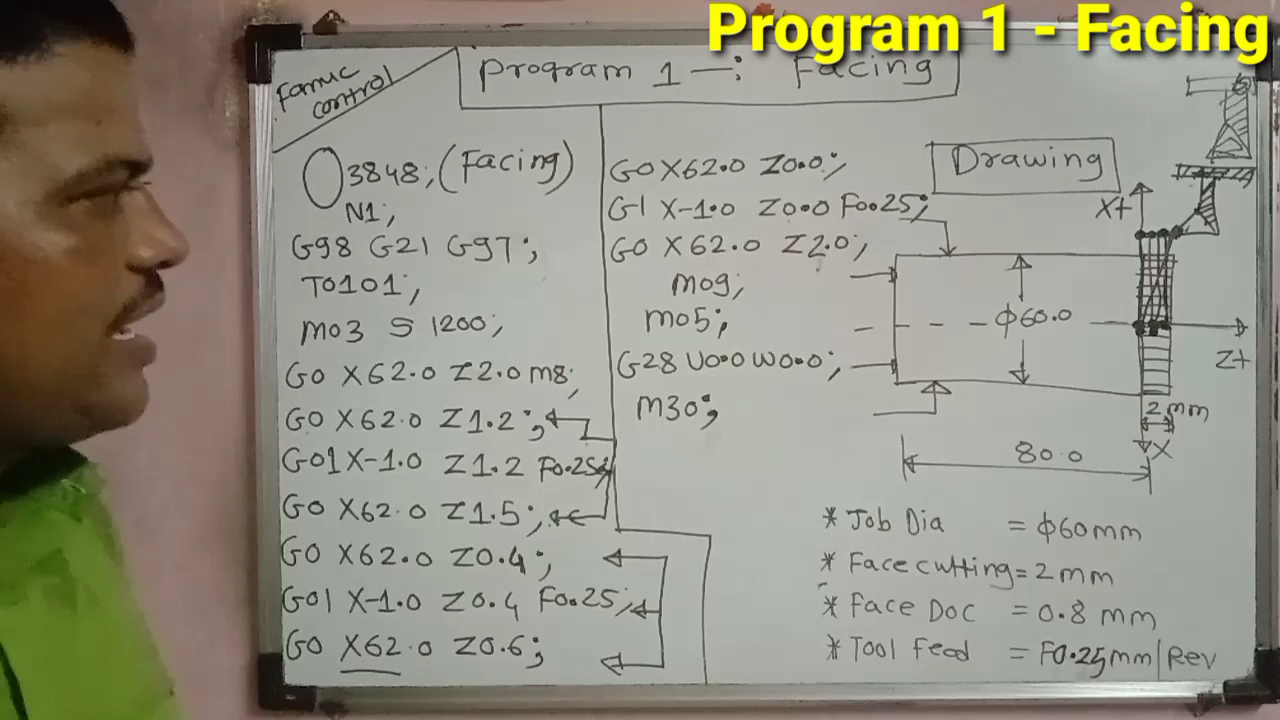 Program 1 - Facing
Fanuc control
Program 1 —: Facing
O3848; (Facing)
N1;
G98 G21 G97;
T0101;
M03 S 1200;
G0 X62.0 Z2.0 M8;
G0 X62.0 Z1.2;
G01 X-1.0 Z1.2 F0.25;
G0 X62.0 Z1.5;
G0 X62.0 Z0.4;
G01 X-1.0 Z0.4 F0.25;
G0 X62.0 Z0.6;
G0 X62.0 Z0.0;
G1 X-1.0 Z0.0 F0.25;
G0 X62.0 Z2.0;
M09;
M05;
G28 U0.0 W0.0;
M30;
Drawing
X+
ϕ60.0
Z+
2mm
X
80.0
* Job Dia = ϕ60mm
* Face cutting = 2mm
* Face Doc = 0.8 mm
* Tool Feed = F0.25mm/Rev